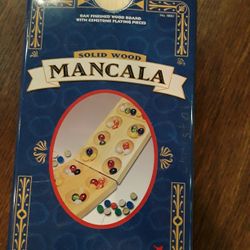 OAK FINISHED WOOD BOARD
WITH GEMSTONE PLAYING PIECES
SOLID WOOD
MANCALA